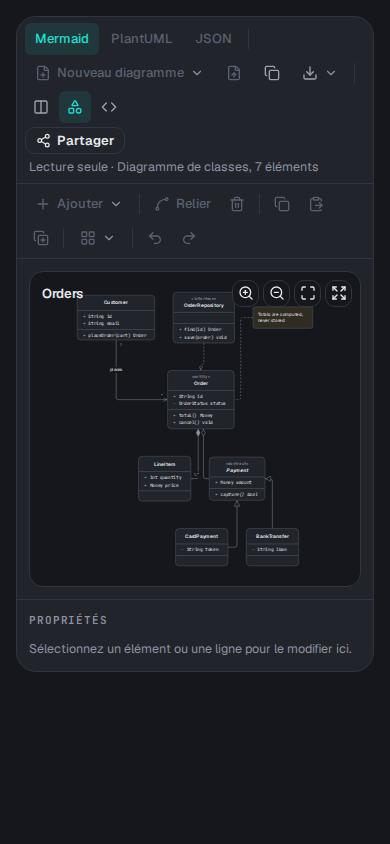 Mermaid PlantUML JSON
Nouveau diagramme
Partager
Lecture seule · Diagramme de classes, 7 éléments
Ajouter Relier
Orders
Customer
+ String id
+ String email
+ placeOrder(cart) Order
OrderRepository
+ find(id) Order
+ save(order) void
Totals are computed,
never stored
places
Order
+ String id
- OrderStatus status
+ total() Money
+ cancel() void
LineItem
+ Int quantity
+ Money price
Payment
+ Money amount
+ capture() bool
CardPayment
- String token
BankTransfer
- String iban
PROPRIÉTÉS
Sélectionnez un élément ou une ligne pour le modifier ici.